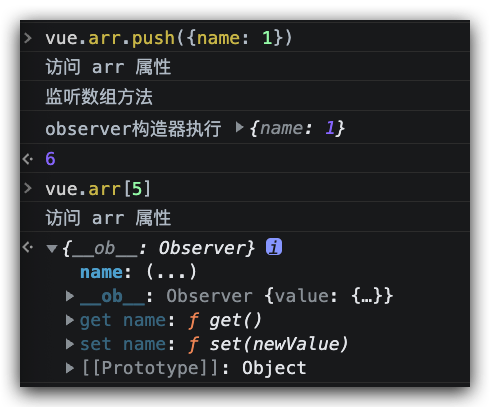 vue.arr.push({name: 1})
访问 arr 属性
监听数组方法
observer构造器执行 {name: 1}
6
vue.arr[5]
访问 arr 属性
{__ob__: Observer} i
name: (...)
__ob__: Observer {value: {…}}
get name: ƒ get()
set name: ƒ set(newValue)
[[Prototype]]: Object